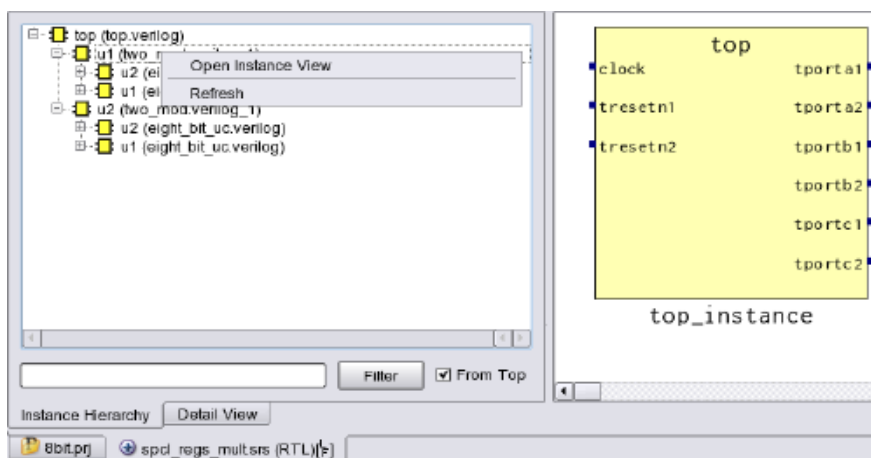 top (top.verilog)
u1 (two_
u2 (ei
u1 (ei
Open Instance View
Refresh
u2 (two_mod.verilog_1)
u2 (eight_bit_uc.verilog)
u1 (eight_bit_uc.verilog)
Filter
From Top
Instance Hierarchy
Detail View
8bit.prj
spcl_regs_mult.srs (RTL)
top
clock tporta1
tresetn1 tporta2
tresetn2 portb1
tportb2
tportc1
tportc2
top_instance